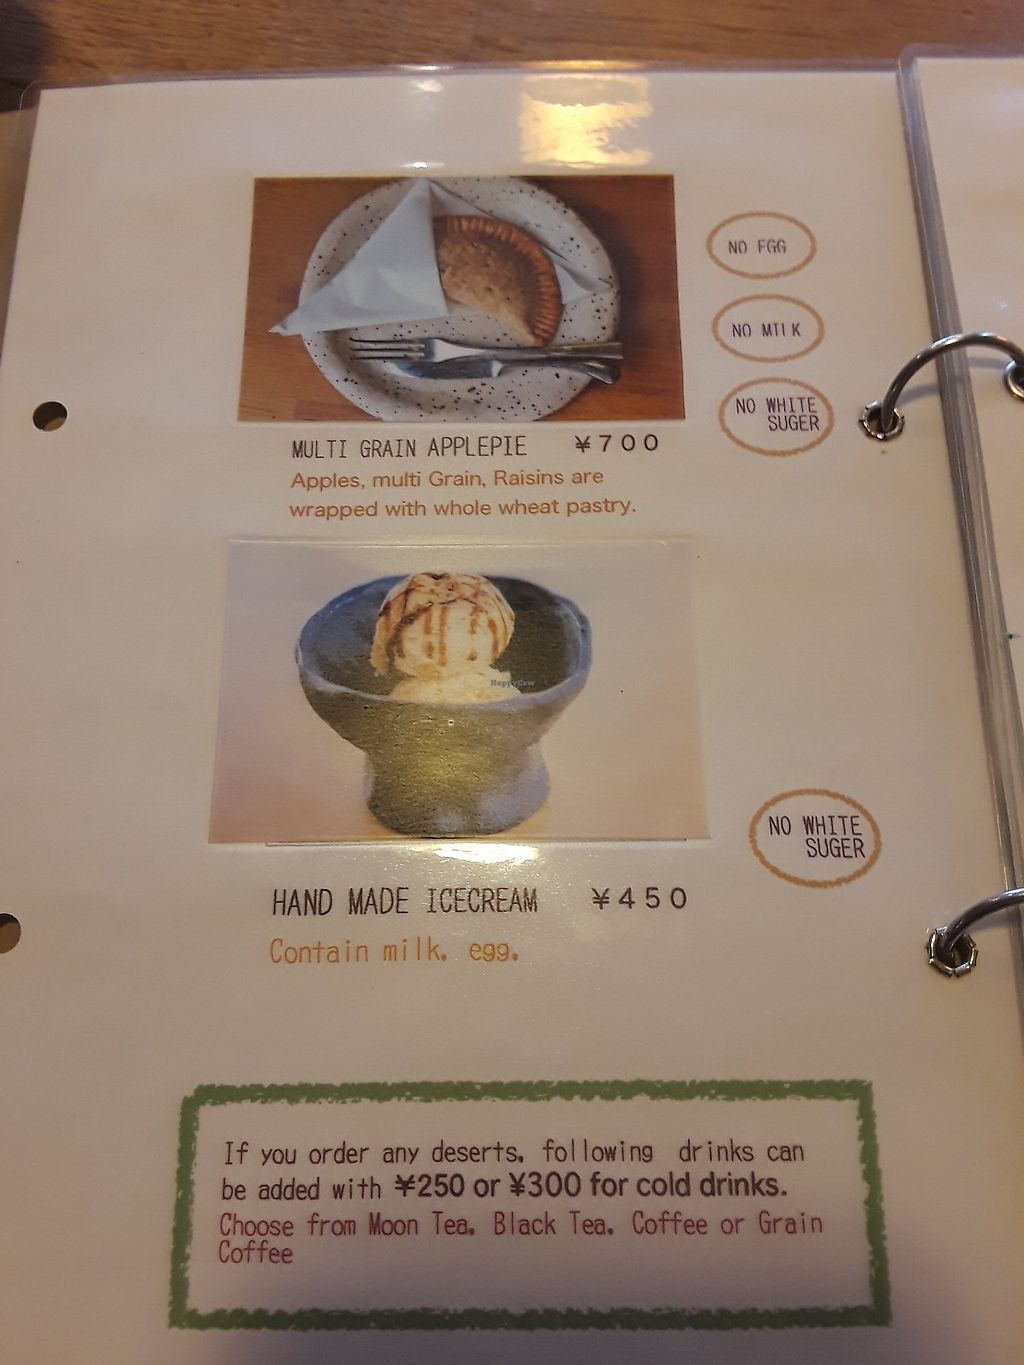 NO EGG
NO MILK
NO WHITE
SUGER
MULTI GRAIN APPLEPIE ¥700
Apples, multi Grain, Raisins are
wrapped with whole wheat pastry.
HappyCow
NO WHITE
SUGER
HAND MADE ICECREAM ¥450
Contain milk. egg.
If you order any deserts. following drinks can
be added with ¥250 or ¥300 for cold drinks.
Choose from Moon Tea. Black Tea. Coffee or Grain
Coffee